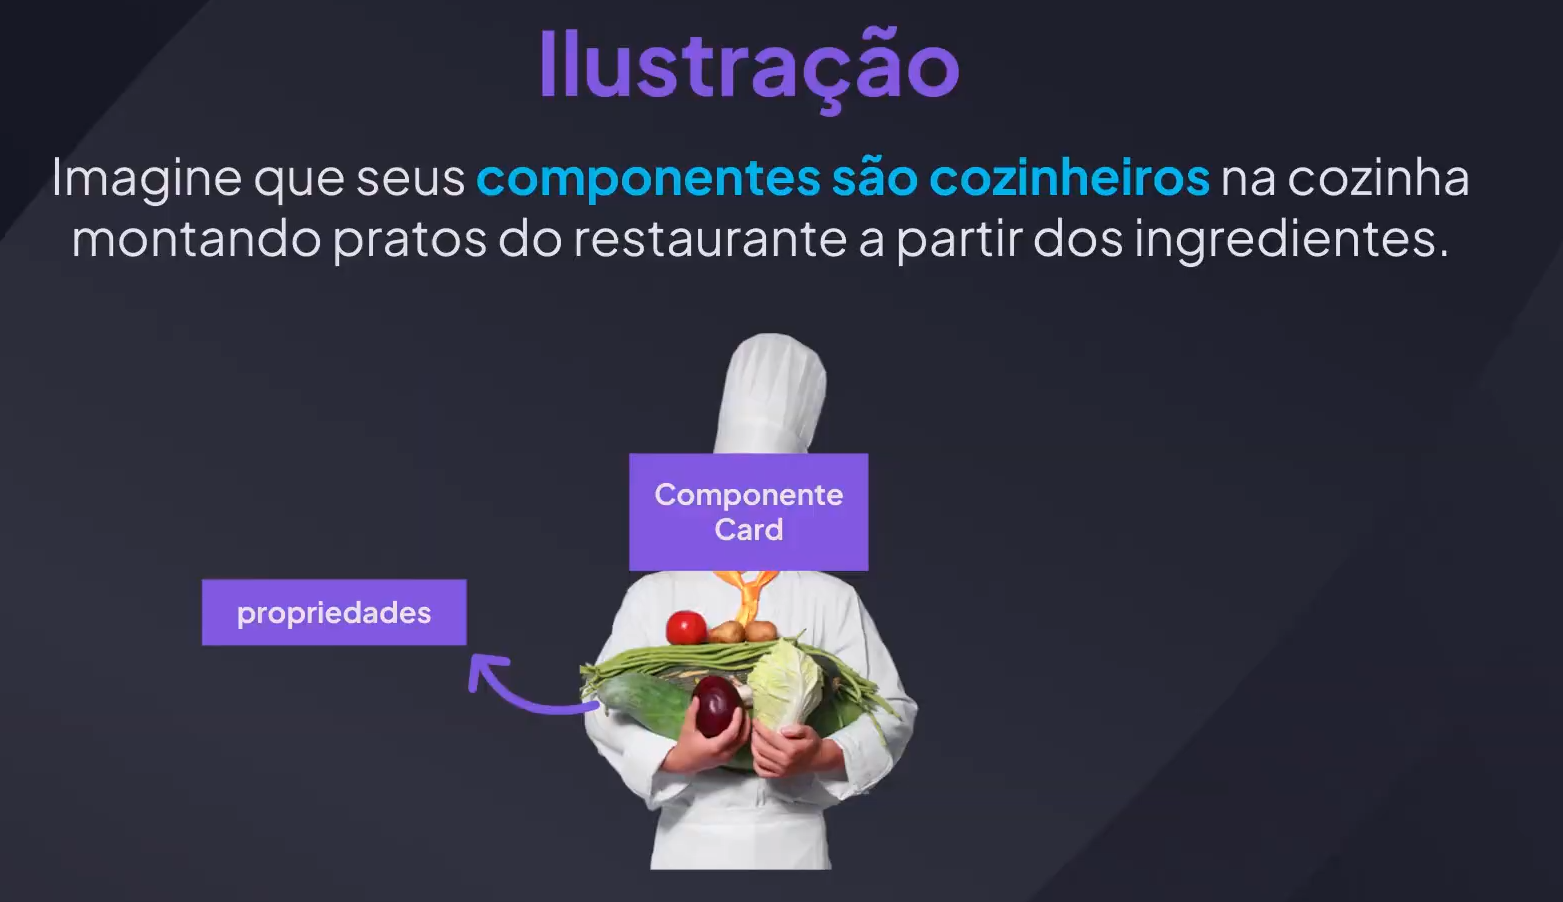 Ilustração
Imagine que seus componentes são cozinheiros na cozinha
montando pratos do restaurante a partir dos ingredientes.
Componente
Card
propriedades